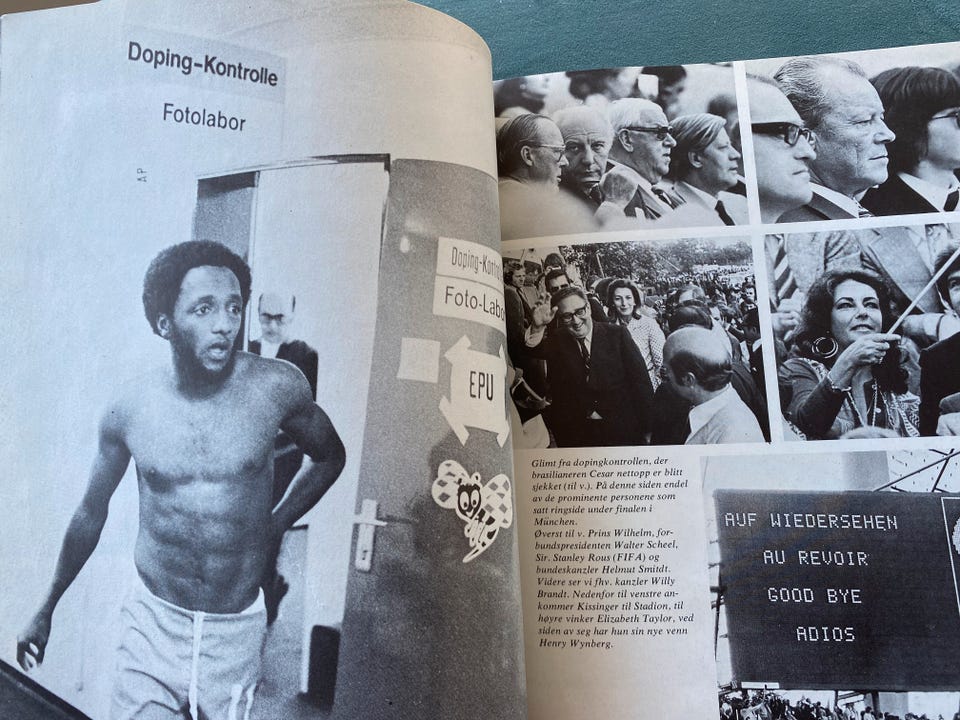 Doping-Kontrolle
Fotolabor
AP
Doping-Kontr
Foto-Labo
EPU
Glimt fra dopingkontrollen, der
brasilianeren Cesar nettopp er blitt
sjekket (til v.). På denne siden endel
av de prominente personene som
satt ringside under finalen i
München.
Øverst til v. Prins Wilhelm, for-
bundspresidenten Walter Scheel,
Sir. Stanley Rous (FIFA) og
bundeskanzler Helmut Smitdt.
Videre ser vi fhv. kanzler Willy
Brandt. Nedenfor til venstre an-
kommer Kissinger til Stadion, til
høyre vinker Elizabeth Taylor, ved
siden av seg har hun sin nye venn
Henry Wynberg.
AUF WIEDERSEHEN
AU REVOIR
GOOD BYE
ADIOS